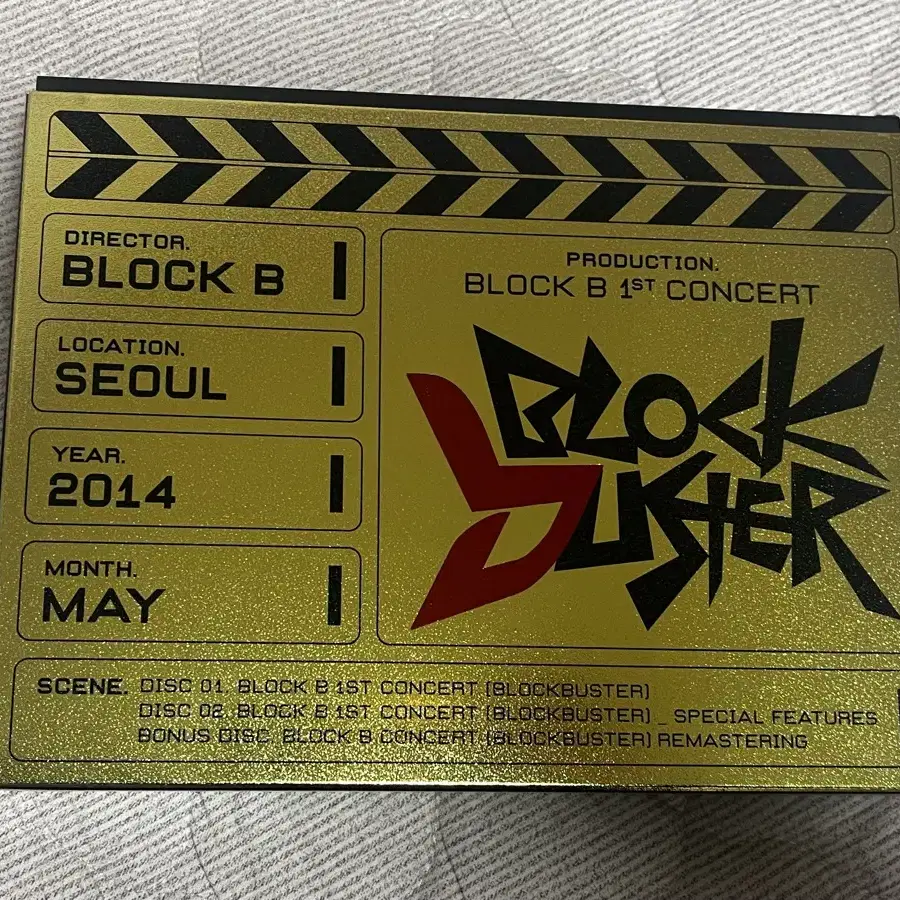 DIRECTOR.
BLOCK B
LOCATION.
SEOUL
YEAR.
2014
MONTH.
MAY
PRODUCTION.
BLOCK B 1ST CONCERT
BLOCK
bUSTER
SCENE. DISC 01. BLOCK B 1ST CONCERT [BLOCKBUSTER]
DISC 02. BLOCK B 1ST CONCERT [BLOCKBUSTER] _ SPECIAL FEATURES
BONUS DISC. BLOCK B CONCERT [BLOCKBUSTER] REMASTERING